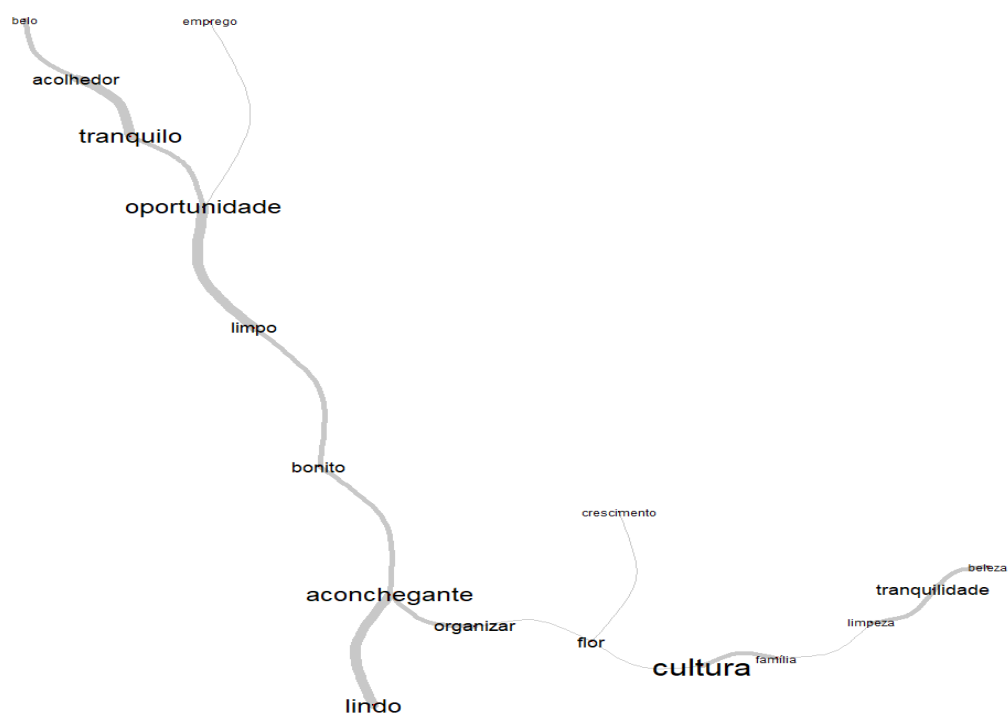 belo
emprego
acolhedor
tranquilo
oportunidade
limpo
bonito
crescimento
beleza
tranquilidade
aconchegante
limpeza
organizar
flor
família
cultura
lindo